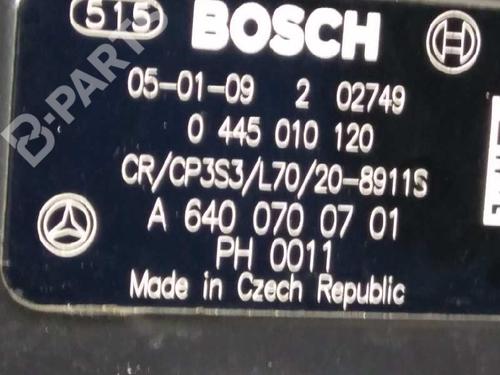 515 BOSCH
05-01-09 2 02749
0 445 010 120
CR/CP3S3/L70/20-8911S
A 640 070 07 01
PH 0011
Made in Czech Republic
B-PARTS